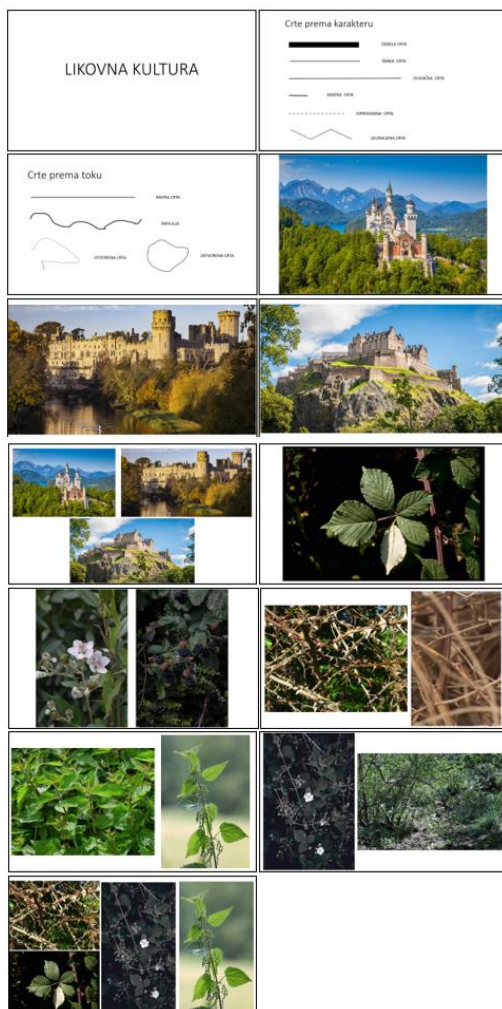 LIKOVNA KULTURA
Crte prema karakteru
DEBELA CRTA
TANKA CRTA
DUGAČKA CRTA
KRATKA CRTA
ISPREKIDANA CRTA
IZLOMLJENA CRTA
Crte prema toku
RAVNA CRTA
KRIVULJA
OTVORENA CRTA
ZATVORENA CRTA